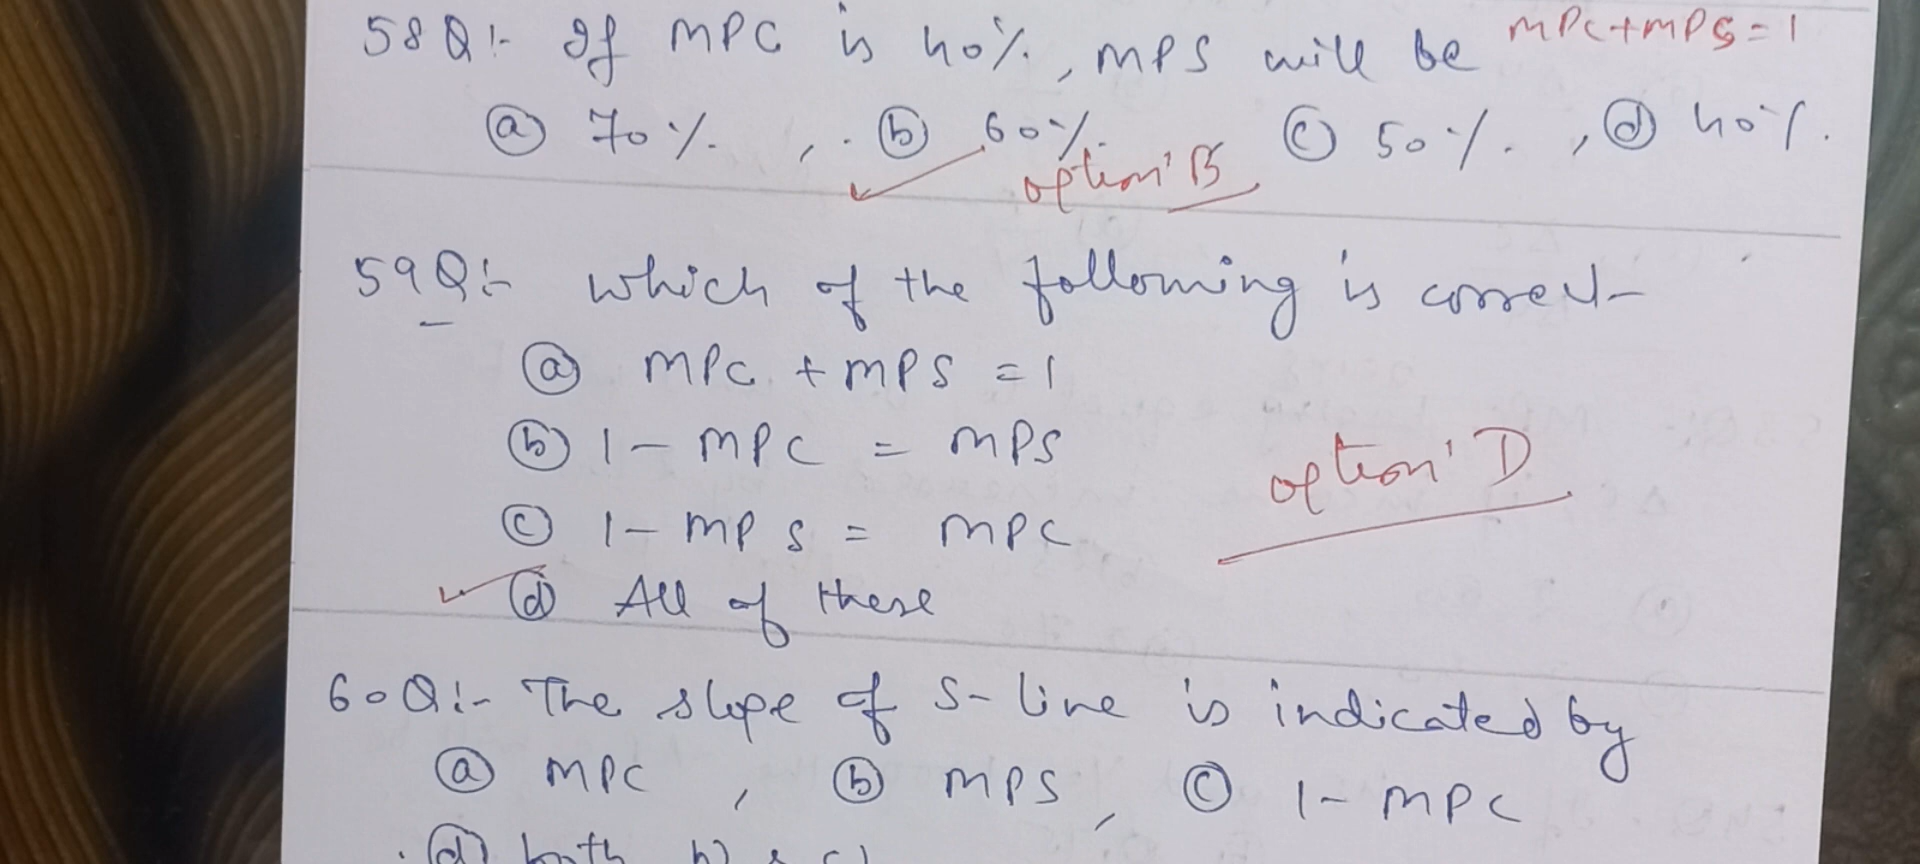 58Q:- If MPC is 40%, MPS will be MPC+MPS=1
(a) 70%. , (b) 60%. (c) 50%. , (d) 40%.
option 'B
59Q:- which of the following is correct
(a) MPC + MPS = 1
(b) 1- MPC = MPS
option 'D
(c) 1- MPS = MPC
(d) All of these
60Q:- The slope of S-line is indicated by
(a) MPC , (b) MPS, (c) 1- MPC
(d) both b) & c)